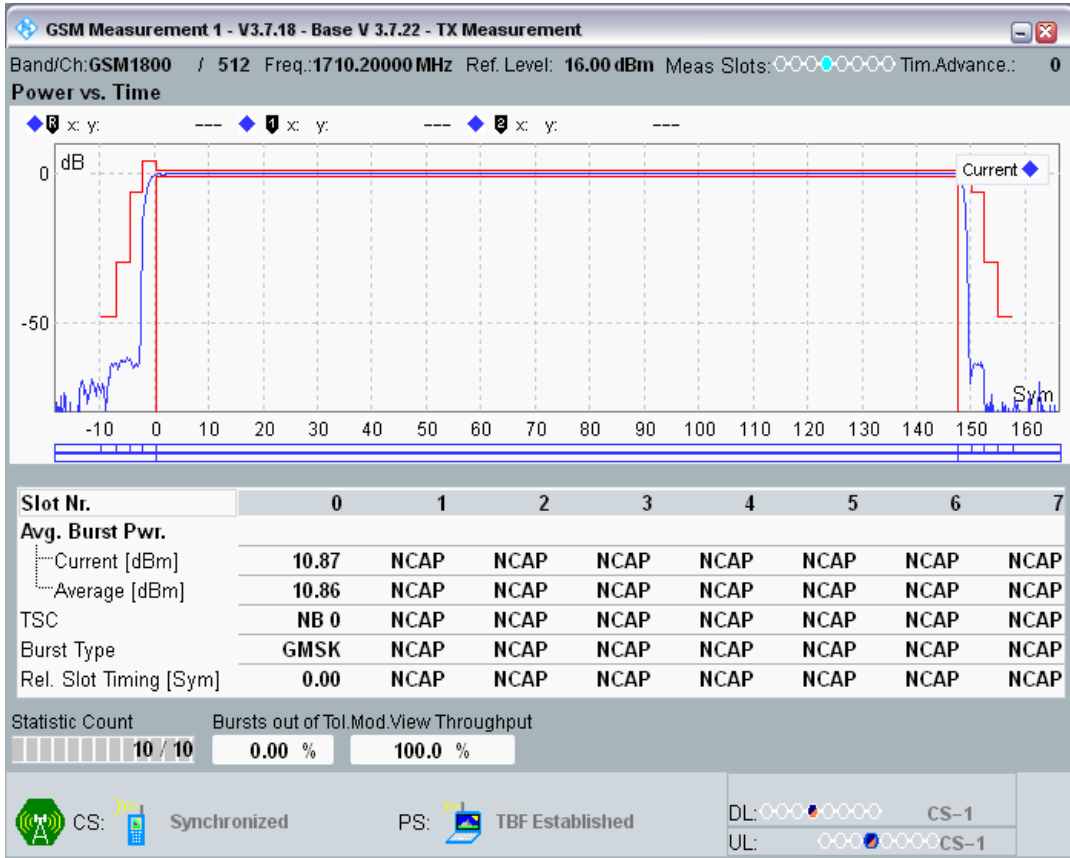 GSM Measurement 1 - V3.7.18 - Base V 3.7.22 - TX Measurement
Band/Ch:GSM1800 / 512 Freq.:1710.20000 MHz Ref. Level: 16.00 dBm Meas Slots: Tim.Advance.: 0
Power vs. Time
R x: y: --- 1 x: y: --- 2 x: y: ---
dB
Current
0
-50
Sym
-10 0 10 20 30 40 50 60 70 80 90 100 110 120 130 140 150 160
Slot Nr. 0 1 2 3 4 5 6 7
Avg. Burst Pwr.
Current [dBm] 10.87 NCAP NCAP NCAP NCAP NCAP NCAP NCAP
Average [dBm] 10.86 NCAP NCAP NCAP NCAP NCAP NCAP NCAP
TSC NB 0 NCAP NCAP NCAP NCAP NCAP NCAP NCAP
Burst Type GMSK NCAP NCAP NCAP NCAP NCAP NCAP NCAP
Rel. Slot Timing [Sym] 0.00 NCAP NCAP NCAP NCAP NCAP NCAP NCAP
Statistic Count Bursts out of Tol. Mod.View Throughput
10 / 10 0.00 % 100.0 %
CS: Synchronized PS: TBF Established
DL: CS-1
UL: CS-1